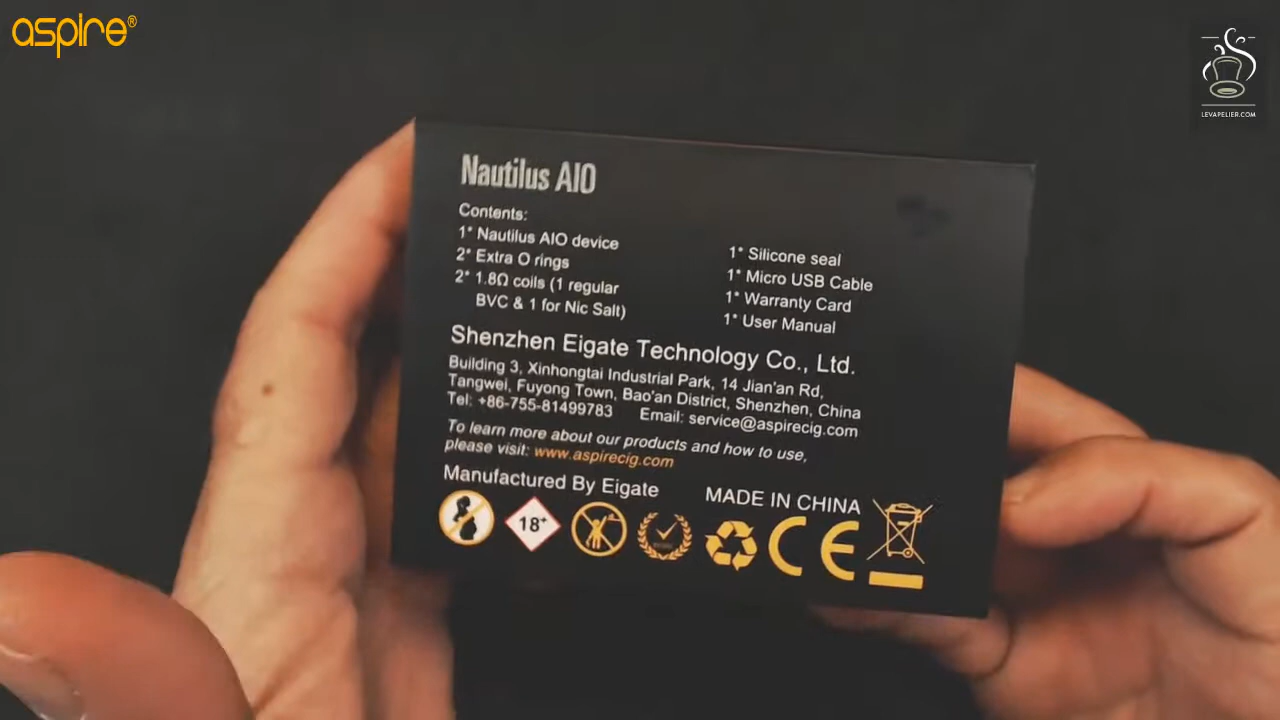 aspire®
LEVAPELIER.COM
Nautilus AIO
Contents:
1* Nautilus AIO device
2* Extra O rings
2* 1.8Ω coils (1 regular
BVC & 1 for Nic Salt)
1* Silicone seal
1* Micro USB Cable
1* Warranty Card
1* User Manual
Shenzhen Eigate Technology Co., Ltd.
Building 3, Xinhongtai Industrial Park, 14 Jian'an Rd,
Tangwei, Fuyong Town, Bao'an District, Shenzhen, China
Tel: +86-755-81499783 Email: service@aspirecig.com
To learn more about our products and how to use,
please visit: www.aspirecig.com
Manufactured By Eigate
MADE IN CHINA
18+
CE